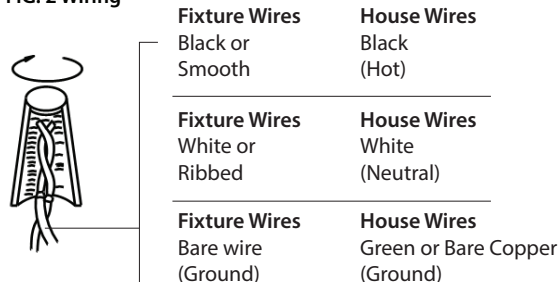 FIG. 2 Wiring
Fixture Wires House Wires
Black or Black
Smooth (Hot)
Fixture Wires House Wires
White or White
Ribbed (Neutral)
Fixture Wires House Wires
Bare wire Green or Bare Copper
(Ground) (Ground)